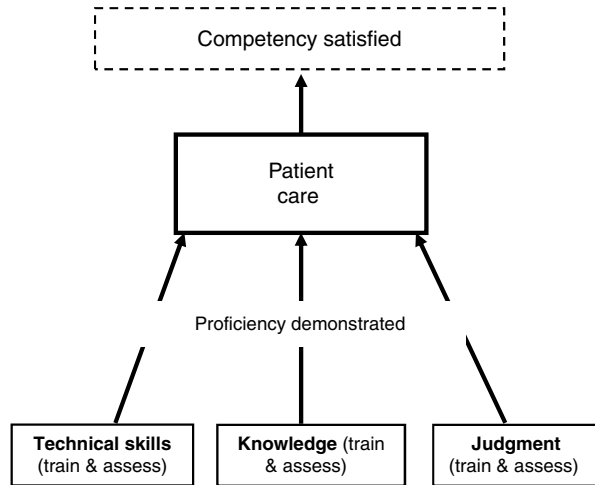 Competency satisfied
Patient
care
Proficiency demonstrated
Technical skills
(train & assess)
Knowledge (train
& assess)
Judgment
(train & assess)